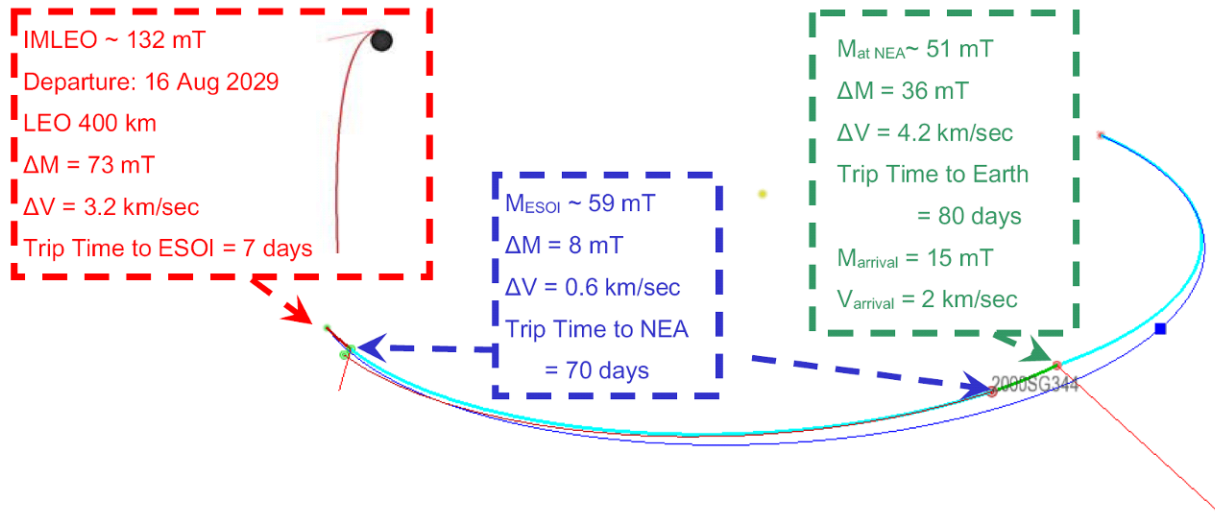 IMLEO ~ 132 mT
Departure: 16 Aug 2029
LEO 400 km
ΔM = 73 mT
ΔV = 3.2 km/sec
Trip Time to ESOI = 7 days
MESOI ~ 59 mT
ΔM = 8 mT
ΔV = 0.6 km/sec
Trip Time to NEA
= 70 days
Mat NEA~ 51 mT
ΔM = 36 mT
ΔV = 4.2 km/sec
Trip Time to Earth
= 80 days
Marrival = 15 mT
Varrival = 2 km/sec
2000SG344